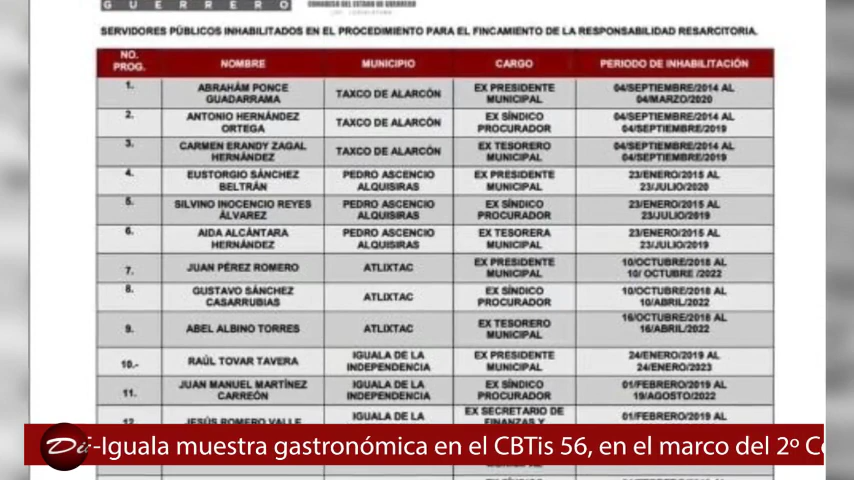 GUERRERO
CONGRESO DEL ESTADO DE GUERRERO
SERVIDORES PÚBLICOS INHABILITADOS EN EL PROCEDIMIENTO PARA EL FINCAMIENTO DE LA RESPONSABILIDAD RESARCITORIA.
NO. PROG. NOMBRE MUNICIPIO CARGO PERIODO DE INHABILITACIÓN
1. ABRAHÁM PONCE GUADARRAMA TAXCO DE ALARCÓN EX PRESIDENTE MUNICIPAL 04/SEPTIEMBRE/2014 AL 04/MARZO/2020
2. ANTONIO HERNÁNDEZ ORTEGA TAXCO DE ALARCÓN EX SÍNDICO PROCURADOR 04/SEPTIEMBRE/2014 AL 04/SEPTIEMBRE/2019
3. CARMEN ERANDY ZAGAL HERNÁNDEZ TAXCO DE ALARCÓN EX TESORERO MUNICIPAL 04/SEPTIEMBRE/2014 AL 04/SEPTIEMBRE/2019
4. EUSTORGIO SÁNCHEZ BELTRÁN PEDRO ASCENCIO ALQUISIRAS EX PRESIDENTE MUNICIPAL 23/ENERO/2015 AL 23/JULIO/2020
5. SILVINO INOCENCIO REYES ÁLVAREZ PEDRO ASCENCIO ALQUISIRAS EX SÍNDICO PROCURADOR 23/ENERO/2015 AL 23/JULIO/2019
6. AIDA ALCÁNTARA HERNÁNDEZ PEDRO ASCENCIO ALQUISIRAS EX TESORERA MUNICIPAL 23/ENERO/2015 AL 23/JULIO/2019
7. JUAN PÉREZ ROMERO ATLIXTAC EX PRESIDENTE MUNICIPAL 10/OCTUBRE/2018 AL 10/ OCTUBRE /2022
8. GUSTAVO SÁNCHEZ CASARRUBIAS ATLIXTAC EX SÍNDICO PROCURADOR 10/OCTUBRE/2018 AL 10/ABRIL/2022
9. ABEL ALBINO TORRES ATLIXTAC EX TESORERO MUNICIPAL 16/OCTUBRE/2018 AL 16/ABRIL/2022
10.- RAÚL TOVAR TAVERA IGUALA DE LA INDEPENDENCIA EX PRESIDENTE MUNICIPAL 24/ENERO/2019 AL 24/ENERO/2023
11. JUAN MANUEL MARTÍNEZ CARREÓN IGUALA DE LA INDEPENDENCIA EX SÍNDICO PROCURADOR 01/FEBRERO/2019 AL 19/AGOSTO/2022
12. JESÚS ROMERO VALLE IGUALA DE LA EX SECRETARIO DE FINANZAS Y 01/FEBRERO/2019 AL
F-Iguala muestra gastronómica en el CBTis 56, en el marco del 2º C